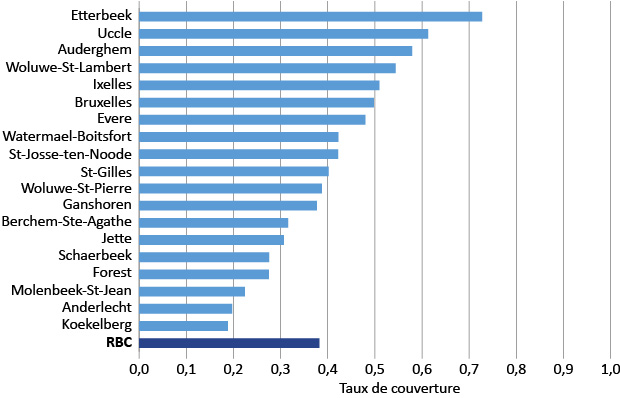 Etterbeek
Uccle
Auderghem
Woluwe-St-Lambert
Ixelles
Bruxelles
Evere
Watermael-Boitsfort
St-Josse-ten-Noode
St-Gilles
Woluwe-St-Pierre
Ganshoren
Berchem-Ste-Agathe
Jette
Schaerbeek
Forest
Molenbeek-St-Jean
Anderlecht
Koekelberg
RBC
0,0 0,1 0,2 0,3 0,4 0,5 0,6 0,7 0,8 0,9 1,0
Taux de couverture